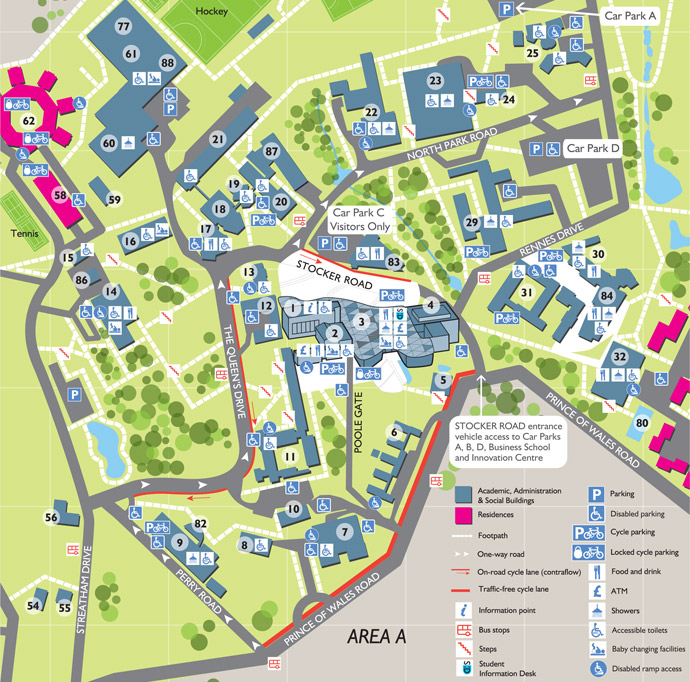 Hockey
Car Park A
77
61
88
25
23
24
62
22
60
21
NORTH PARK ROAD
87
Car Park D
58
59
19
18
20
Car Park C
Visitors Only
29
RENNES DRIVE
Tennis
16
17
15
86
14
13
83
STOCKER ROAD
30
31
84
12
1
2
3
4
SID
THE QUEEN'S DRIVE
32
5
POOLE GATE
PRINCE OF WALES ROAD
STOCKER ROAD entrance
vehicle access to Car Parks
A, B, D, Business School
and Innovation Centre
80
6
11
10
56
82
9
8
7
54
55
STREATHAM DRIVE
PERRY ROAD
PRINCE OF WALES ROAD
AREA A
Academic, Administration
& Social Buildings
Residences
Footpath
One-way road
On-road cycle lane (contraflow)
Traffic-free cycle lane
Information point
Bus stops
Steps
Student
Information Desk
P Parking
Disabled parking
Cycle parking
Locked cycle parking
Food and drink
£ ATM
Showers
Accessible toilets
Baby changing facilities
Disabled ramp access